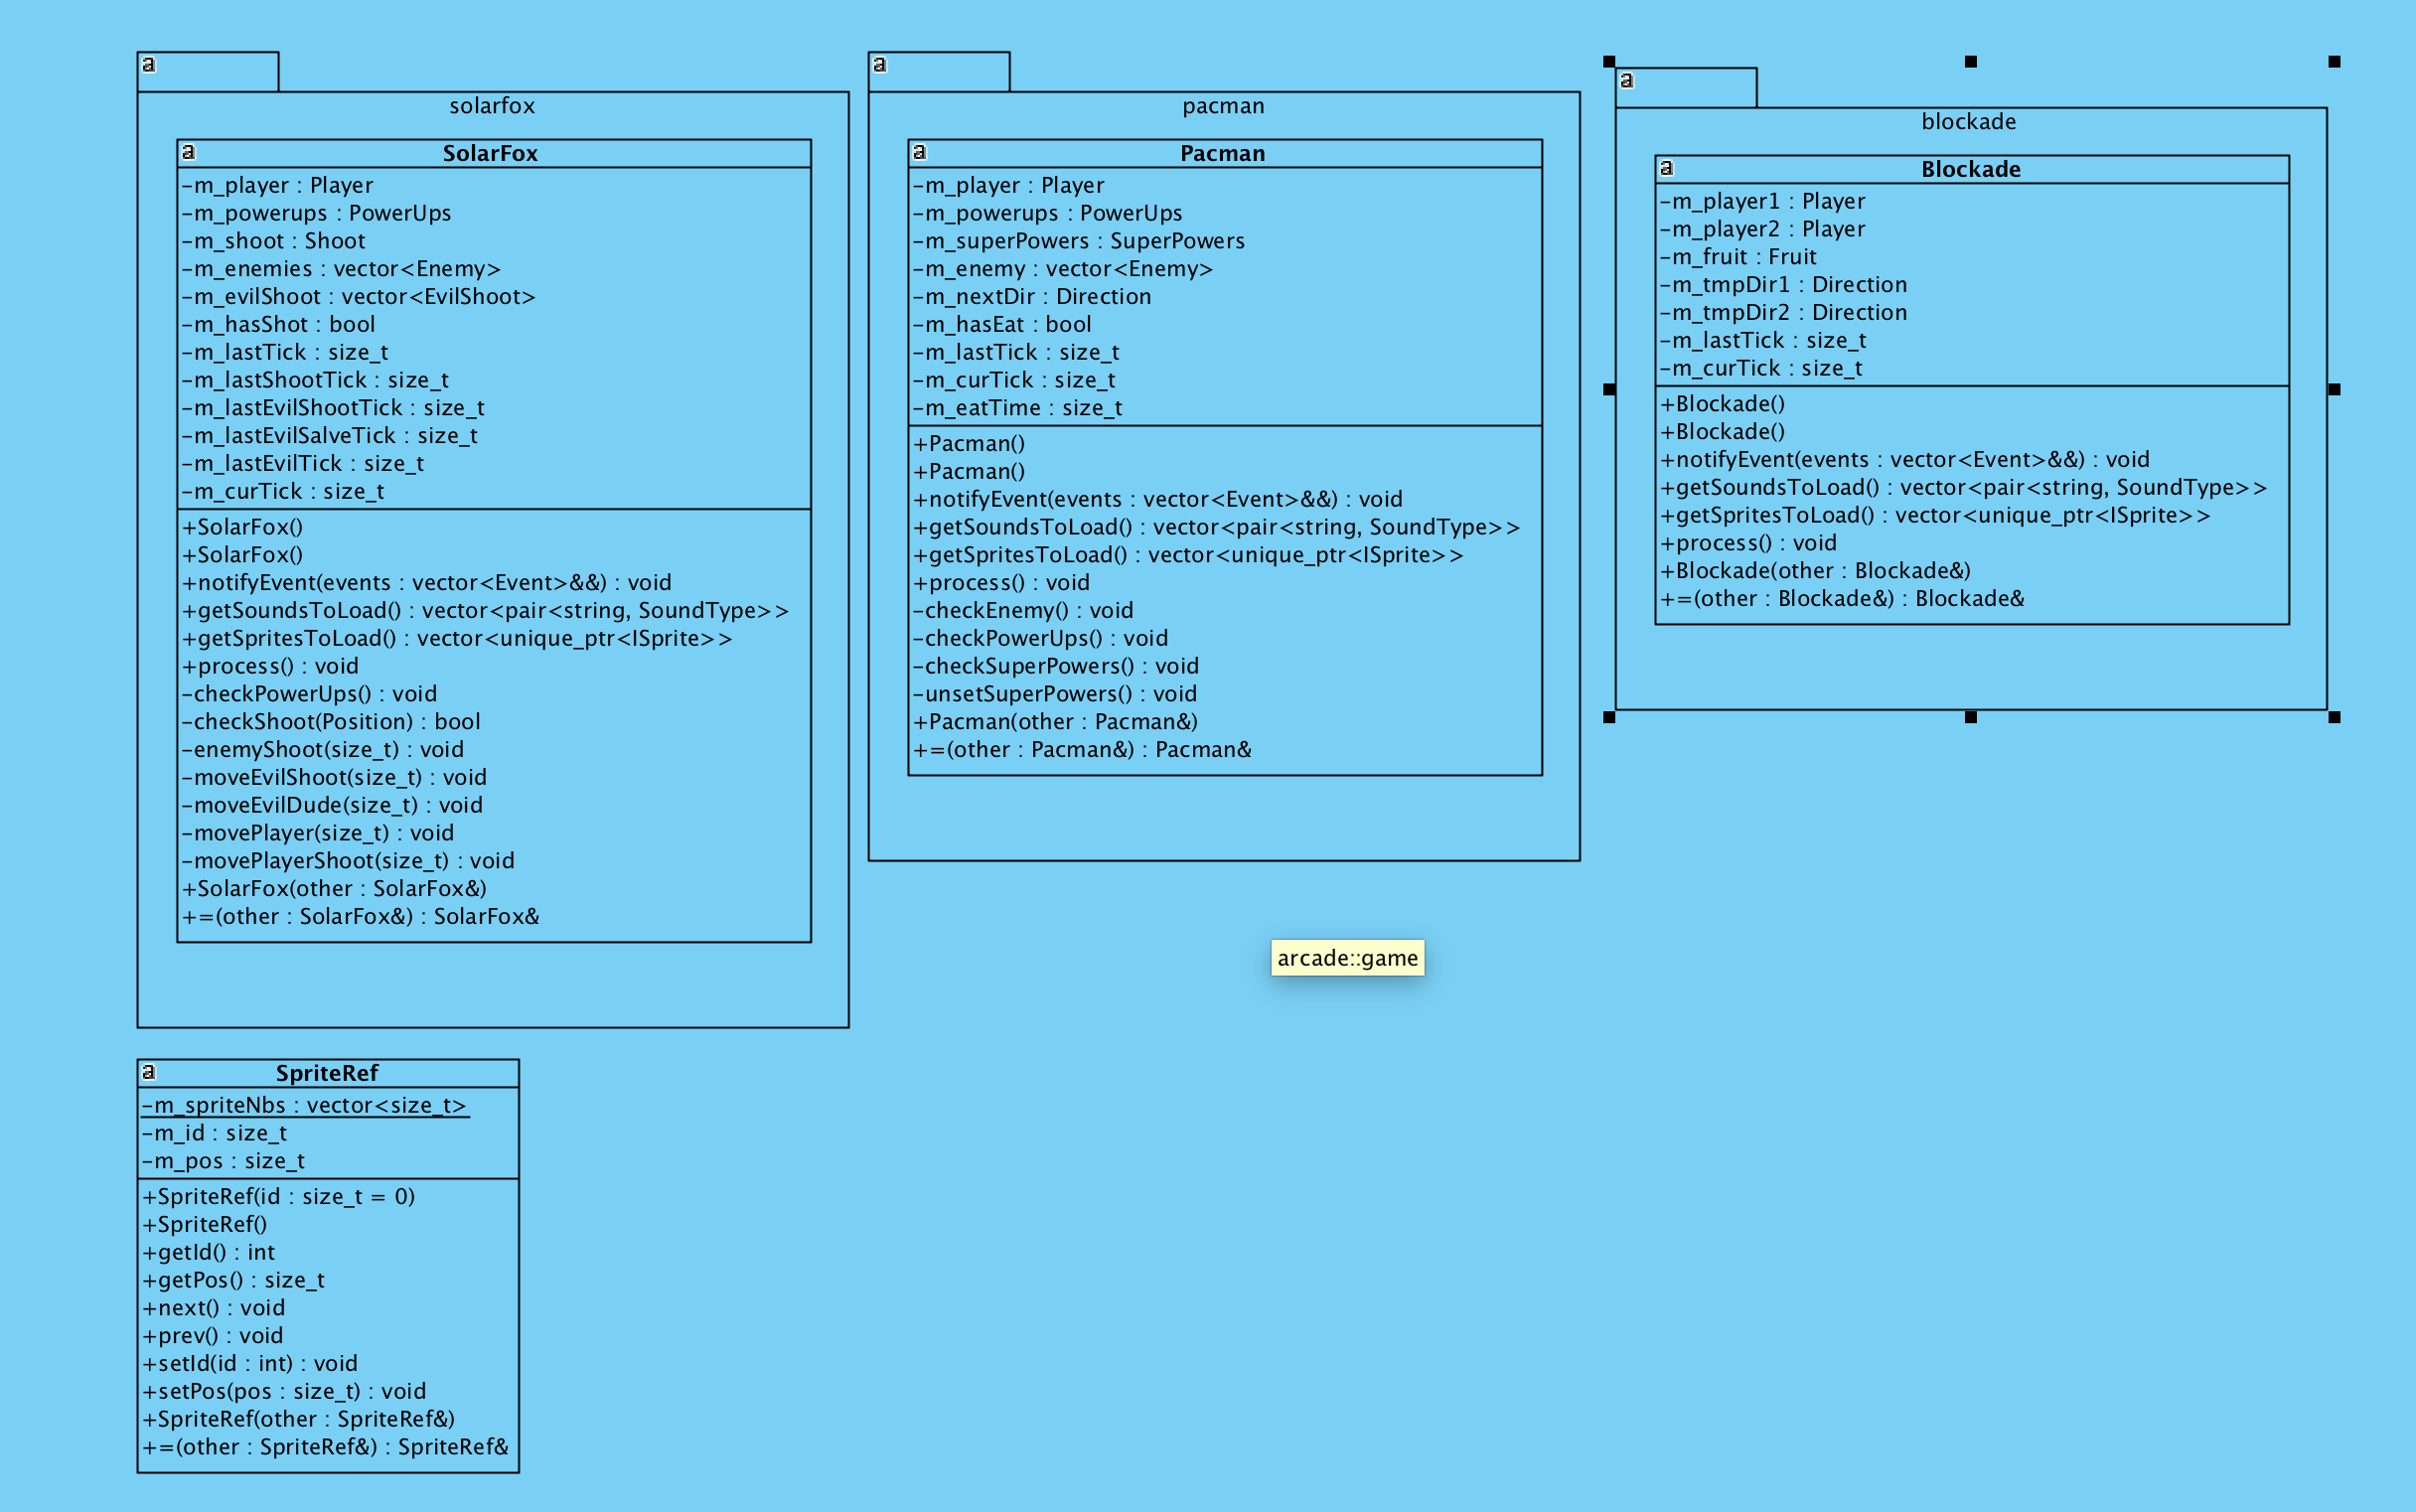 a
solarfox
a
SolarFox
-m_player : Player
-m_powerups : PowerUps
-m_shoot : Shoot
-m_enemies : vector<Enemy>
-m_evilShoot : vector<EvilShoot>
-m_hasShot : bool
-m_lastTick : size_t
-m_lastShootTick : size_t
-m_lastEvilShootTick : size_t
-m_lastEvilSalveTick : size_t
-m_lastEvilTick : size_t
-m_curTick : size_t
+SolarFox()
+SolarFox()
+notifyEvent(events : vector<Event>&&) : void
+getSoundsToLoad() : vector<pair<string, SoundType>>
+getSpritesToLoad() : vector<unique_ptr<ISprite>>
+process() : void
-checkPowerUps() : void
-checkShoot(Position) : bool
-enemyShoot(size_t) : void
-moveEvilShoot(size_t) : void
-moveEvilDude(size_t) : void
-movePlayer(size_t) : void
-movePlayerShoot(size_t) : void
+SolarFox(other : SolarFox&)
+=(other : SolarFox&) : SolarFox&
a
pacman
a
Pacman
-m_player : Player
-m_powerups : PowerUps
-m_superPowers : SuperPowers
-m_enemy : vector<Enemy>
-m_nextDir : Direction
-m_hasEat : bool
-m_lastTick : size_t
-m_curTick : size_t
-m_eatTime : size_t
+Pacman()
+Pacman()
+notifyEvent(events : vector<Event>&&) : void
+getSoundsToLoad() : vector<pair<string, SoundType>>
+getSpritesToLoad() : vector<unique_ptr<ISprite>>
+process() : void
-checkEnemy() : void
-checkPowerUps() : void
-checkSuperPowers() : void
-unsetSuperPowers() : void
+Pacman(other : Pacman&)
+=(other : Pacman&) : Pacman&
a
blockade
a
Blockade
-m_player1 : Player
-m_player2 : Player
-m_fruit : Fruit
-m_tmpDir1 : Direction
-m_tmpDir2 : Direction
-m_lastTick : size_t
-m_curTick : size_t
+Blockade()
+Blockade()
+notifyEvent(events : vector<Event>&&) : void
+getSoundsToLoad() : vector<pair<string, SoundType>>
+getSpritesToLoad() : vector<unique_ptr<ISprite>>
+process() : void
+Blockade(other : Blockade&)
+=(other : Blockade&) : Blockade&
arcade::game
a
SpriteRef
-m_spriteNbs : vector<size_t>
-m_id : size_t
-m_pos : size_t
+SpriteRef(id : size_t = 0)
+SpriteRef()
+getId() : int
+getPos() : size_t
+next() : void
+prev() : void
+setId(id : int) : void
+setPos(pos : size_t) : void
+SpriteRef(other : SpriteRef&)
+=(other : SpriteRef&) : SpriteRef&